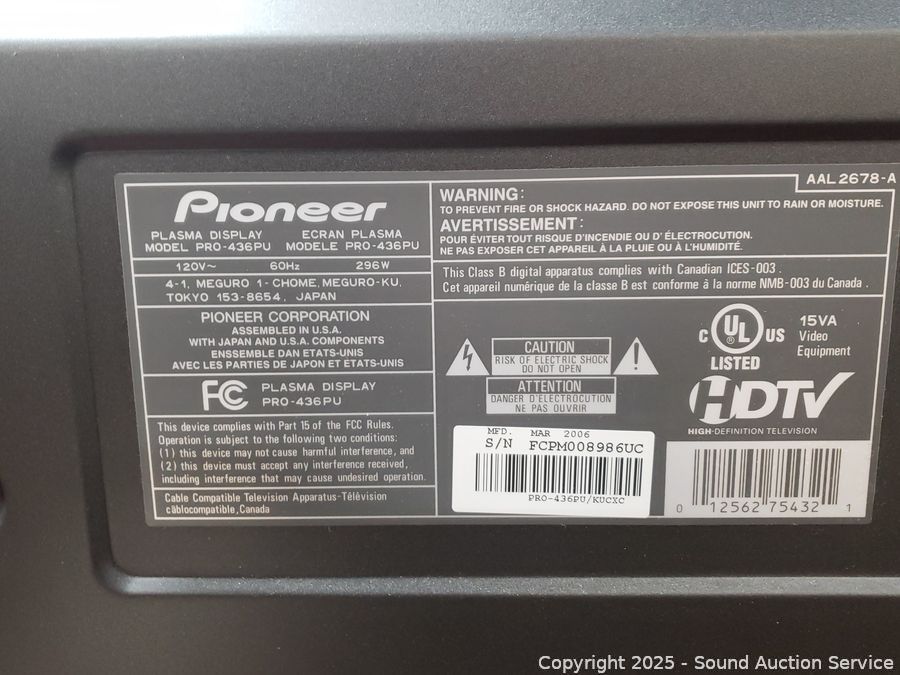 AAL2678-A
Pioneer
PLASMA DISPLAY
MODEL PRO-436PU
ECRAN PLASMA
MODELE PRO-436PU
120V~ 60Hz 296W
4-1, MEGURO 1-CHOME, MEGURO-KU,
TOKYO 153-8654, JAPAN
PIONEER CORPORATION
ASSEMBLED IN U.S.A.
WITH JAPAN AND U.S.A. COMPONENTS
ENSSEMBLE DAN ETATS-UNIS
AVEC LES PARTIES DE JAPON ET ÉTATS-UNIS
FC PLASMA DISPLAY
PRO-436PU
This device complies with Part 15 of the FCC Rules.
Operation is subject to the following two conditions:
(1) this device may not cause harmful interference, and
(2) this device must accept any interference received,
including interference that may cause undesired operation.
Cable Compatible Television Apparatus-Télévision
câblocompatible, Canada
WARNING:
TO PREVENT FIRE OR SHOCK HAZARD. DO NOT EXPOSE THIS UNIT TO RAIN OR MOISTURE.
AVERTISSEMENT:
POUR ÉVITER TOUT RISQUE D'INCENDIE OU D' ÉLECTROCUTION.
NE PAS EXPOSER CET APPAREIL À LA PLUIE OU À L'HUMIDITÉ.
This Class B digital apparatus complies with Canadian ICES-003 .
Cet appareil numérique de la classe B est conforme à la norme NMB-003 du Canada .
CAUTION
RISK OF ELECTRIC SHOCK
DO NOT OPEN
ATTENTION
DANGER D'ÉLECTROCUTION
NE PAS OUVRIR
C UL US
LISTED
15VA
Video
Equipment
HDTV
HIGH-DEFINITION TELEVISION
MFD. MAR 2006
S/N FCPM008986UC
PRO-436PU/KUCXC
0 12562 75432 1
Copyright 2025 - Sound Auction Service